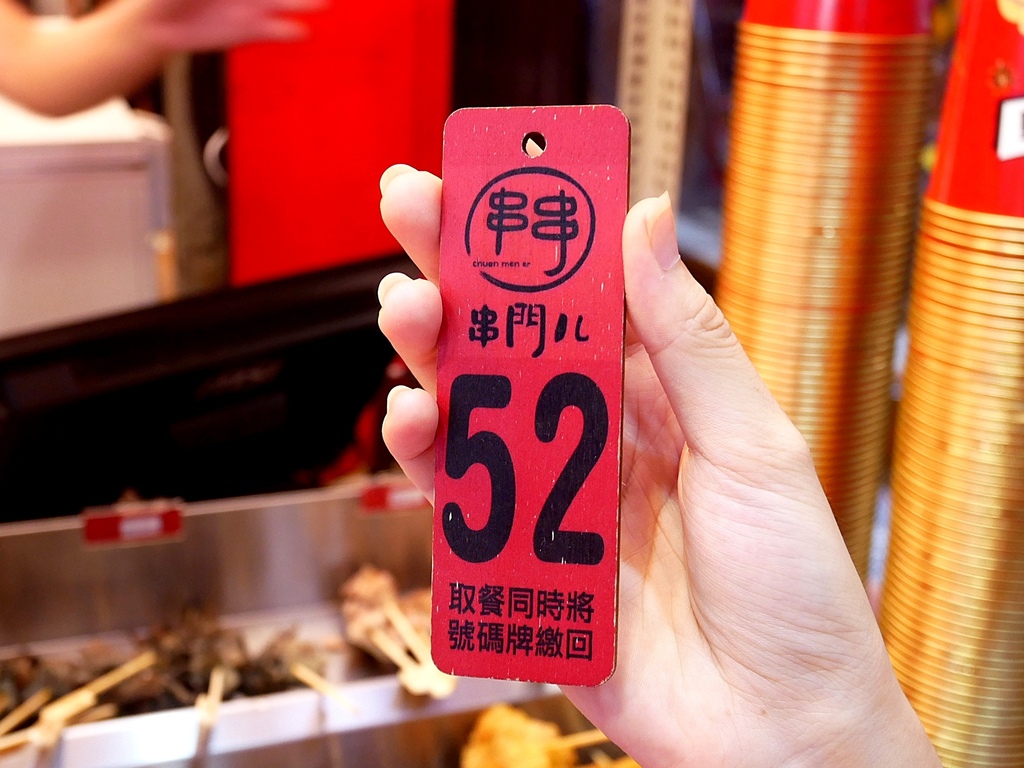 串串
chuan men er
串門儿
52
取餐同時將
號碼牌繳回